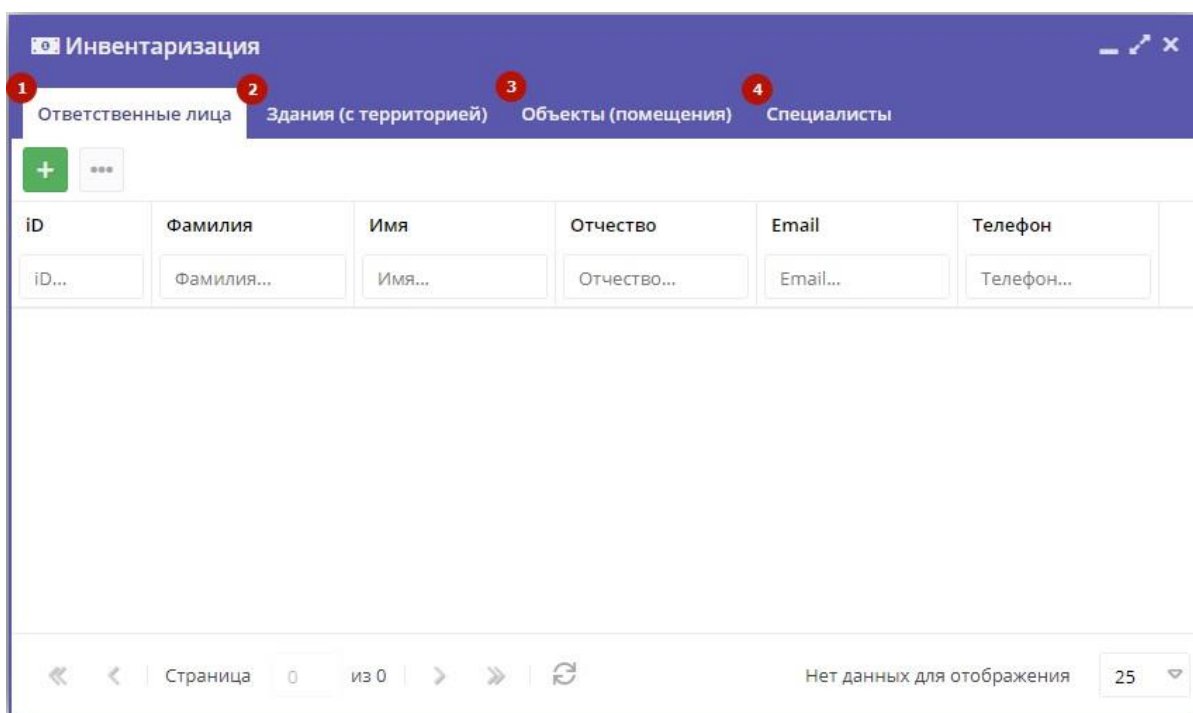 Инвентаризация
1 2 3 4
Ответственные лица Здания (с территорией) Объекты (помещения) Специалисты
iD Фамилия Имя Отчество Email Телефон
iD... Фамилия... Имя... Отчество... Email... Телефон...
Страница 0 из 0 Нет данных для отображения 25